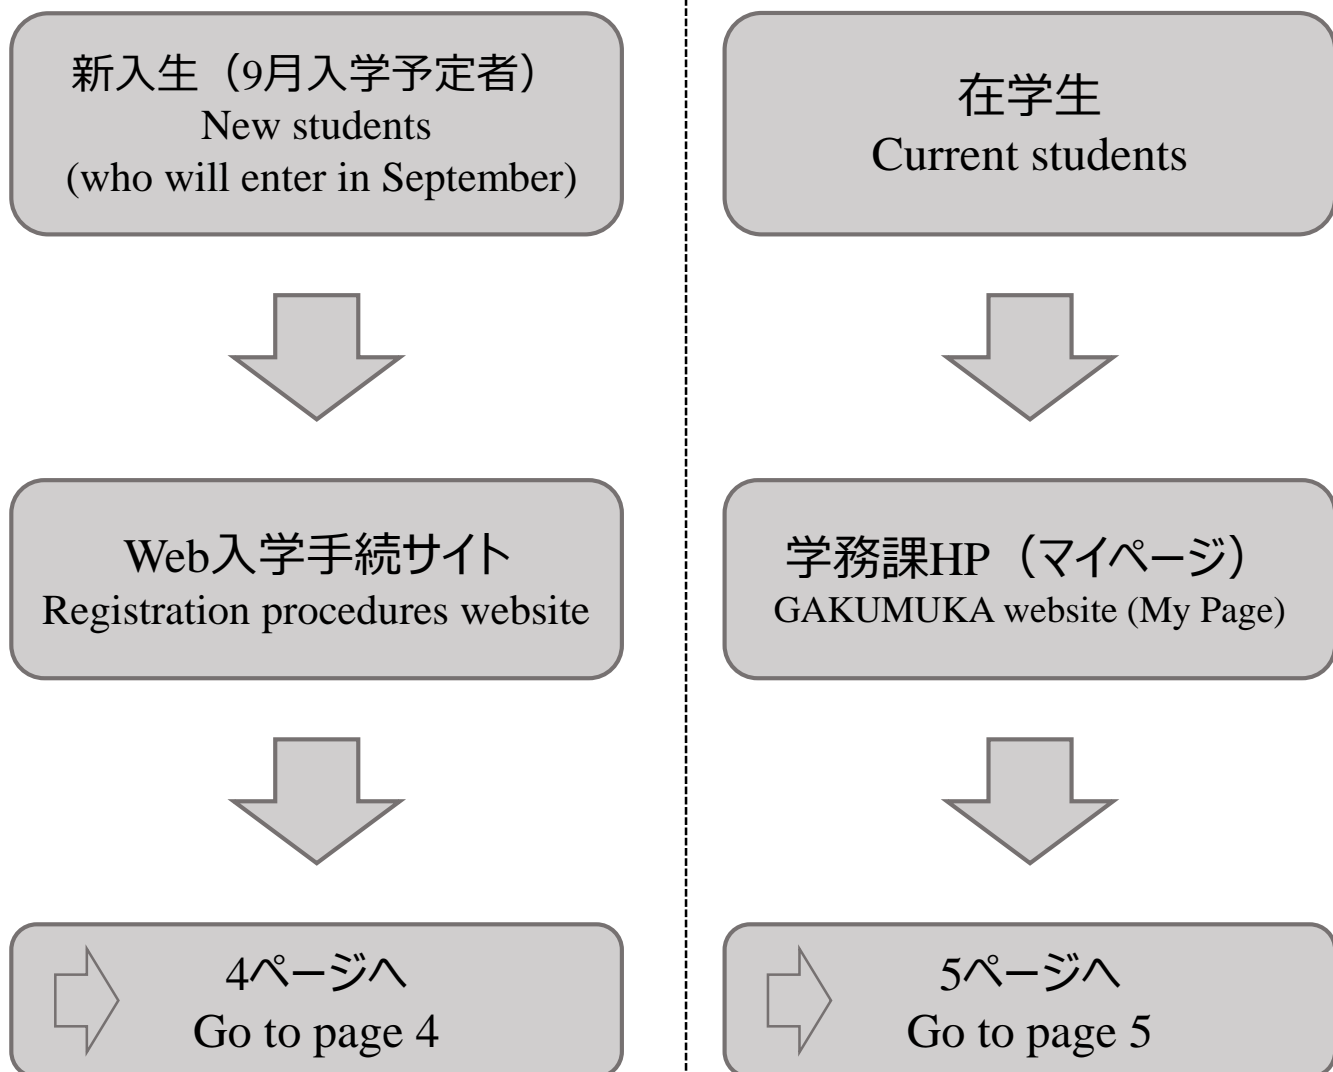 新入生（9月入学予定者）
New students
(who will enter in September)
Web入学手続サイト
Registration procedures website
4ページへ
Go to page 4
在学生
Current students
学務課HP（マイページ）
GAKUMUKA website (My Page)
5ページへ
Go to page 5